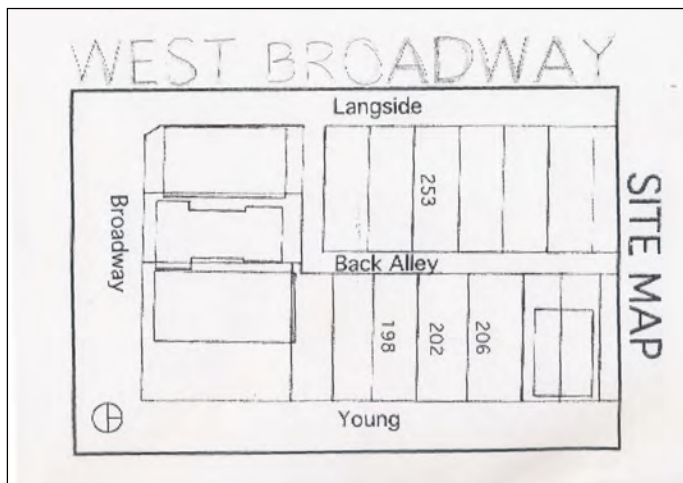 WEST BROADWAY
Langside
253
SITE MAP
Broadway
Back Alley
198
202
206
Young